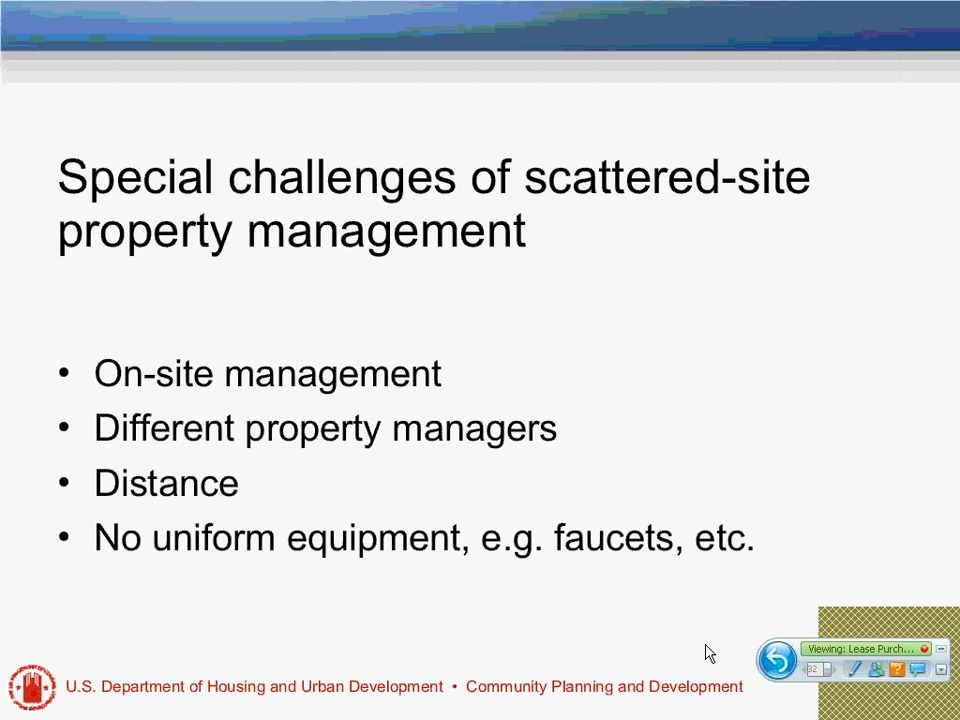 Special challenges of scattered-site
property management
• On-site management
• Different property managers
• Distance
• No uniform equipment, e.g. faucets, etc.
Viewing: Lease Purch...
32
U.S. Department of Housing and Urban Development • Community Planning and Development